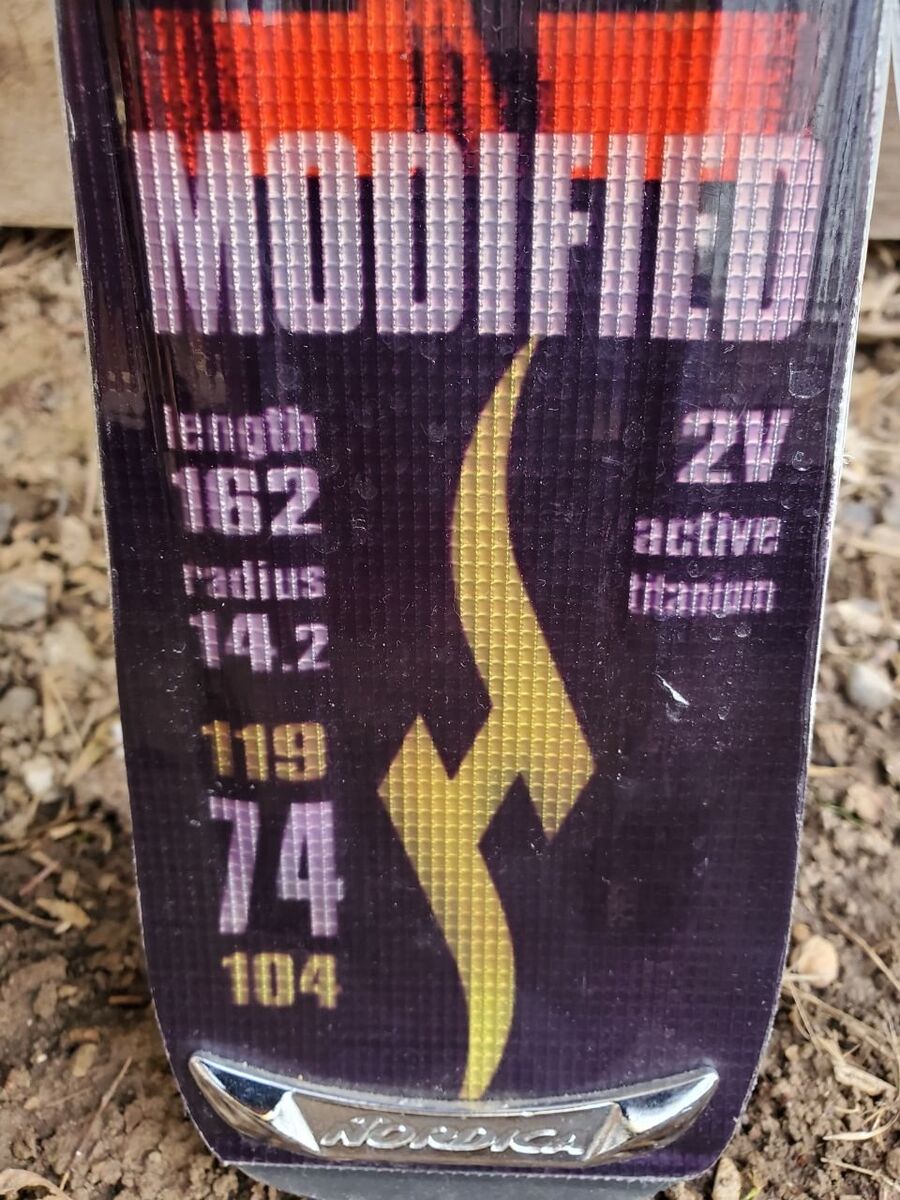 MODIFIED
length
162
radius
14.2
119
74
104
2V
active
titanium
NORDICA